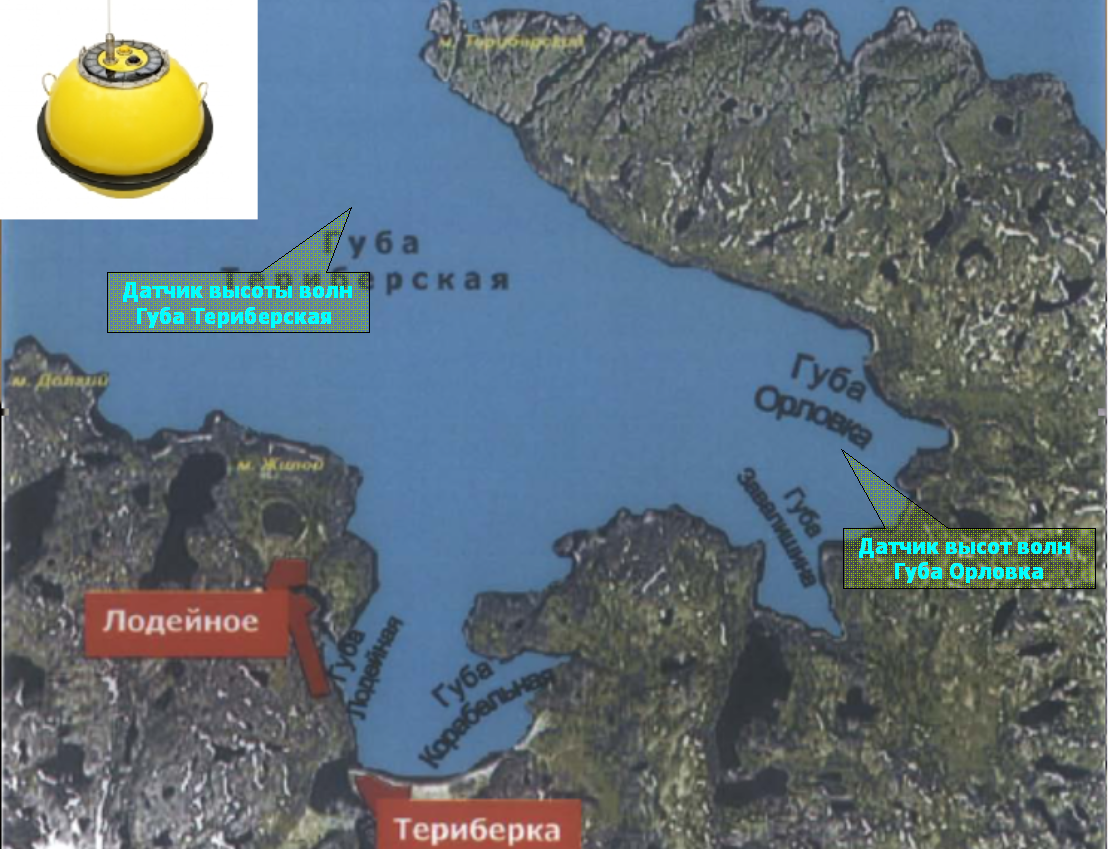 м. Териберский
Губа
Териберская
Датчик высоты волн
Губа Териберская
м. Долгий
Губа
Орловка
м. Жилой
Губа
Завалишина
Датчик высот волн
Губа Орловка
Лодейное
Губа
Лодейная
Губа
Корабельная
Териберка